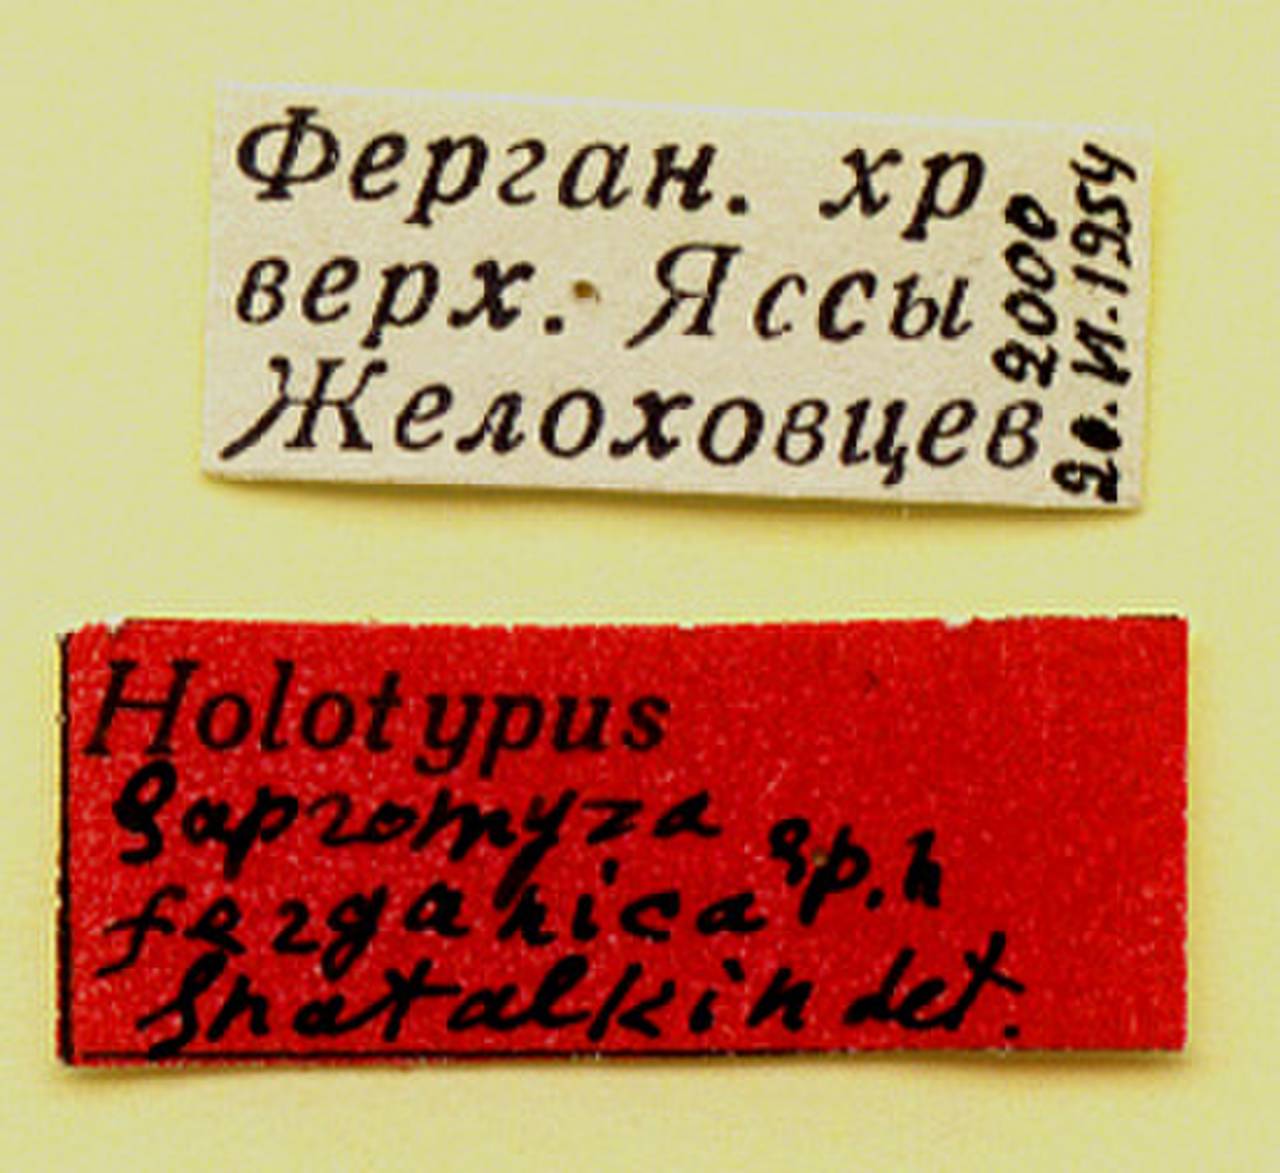 Ферган. хр
верх. Яссы
Желоховцев
2000
20.VI.1954
Holotypus
Sapromyza
ferganica sp.n
Shatalkin det.